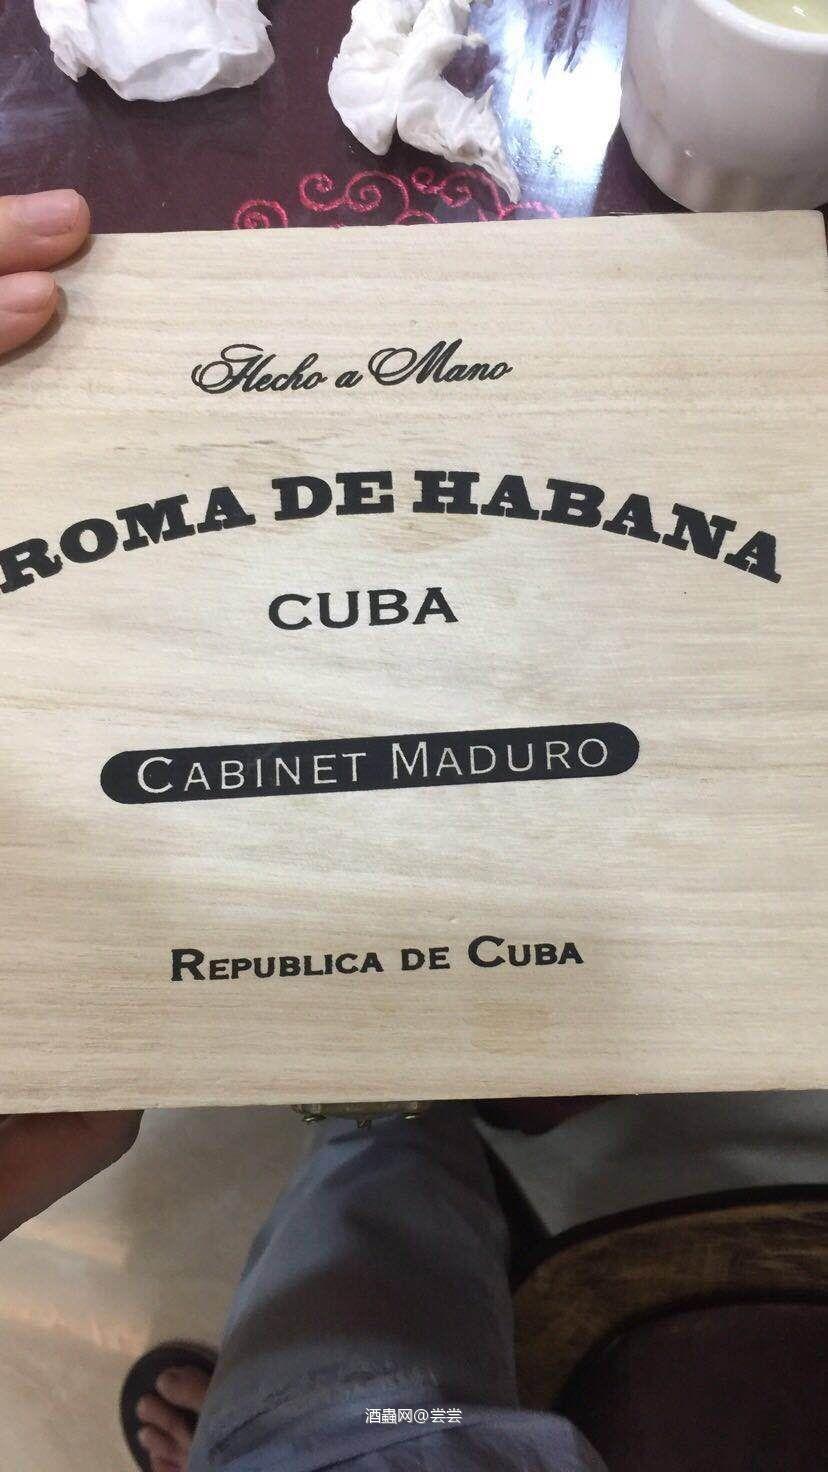 Hecho a Mano
ROMA DE HABANA
CUBA
CABINET MADURO
REPUBLICA DE CUBA
酒蟲网@尝尝